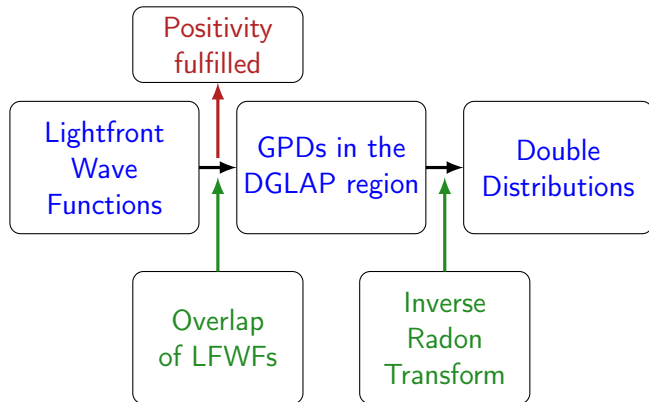 Positivity
fulfilled
Lightfront
Wave
Functions
GPDs in the
DGLAP region
Double
Distributions
Overlap
of LFWFs
Inverse
Radon
Transform